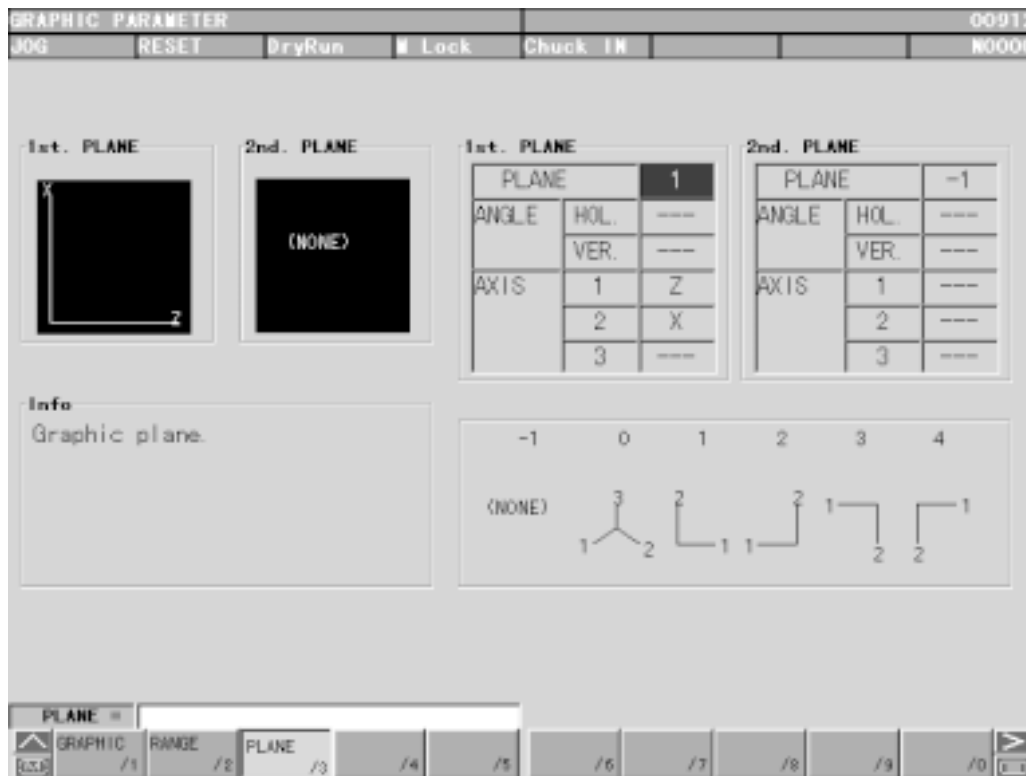 GRAPHIC PARAMETER
JOG RESET DryRun M Lock Chuck IN
1st. PLANE
X
Z
2nd. PLANE
(NONE)
1st. PLANE
PLANE 1
ANGLE HOL. ---
VER. ---
AXIS 1 Z
2 X
3 ---
2nd. PLANE
PLANE -1
ANGLE HOL. ---
VER. ---
AXIS 1 ---
2 ---
3 ---
Info
Graphic plane.
-1 0 1 2 3 4
(NONE)
3 1 2
2 1
2 1
1 2
1 2
PLANE =
GRAPHIC /1 RANGE /2 PLANE /3 /4 /5 /6 /7 /8 /9 /0 >